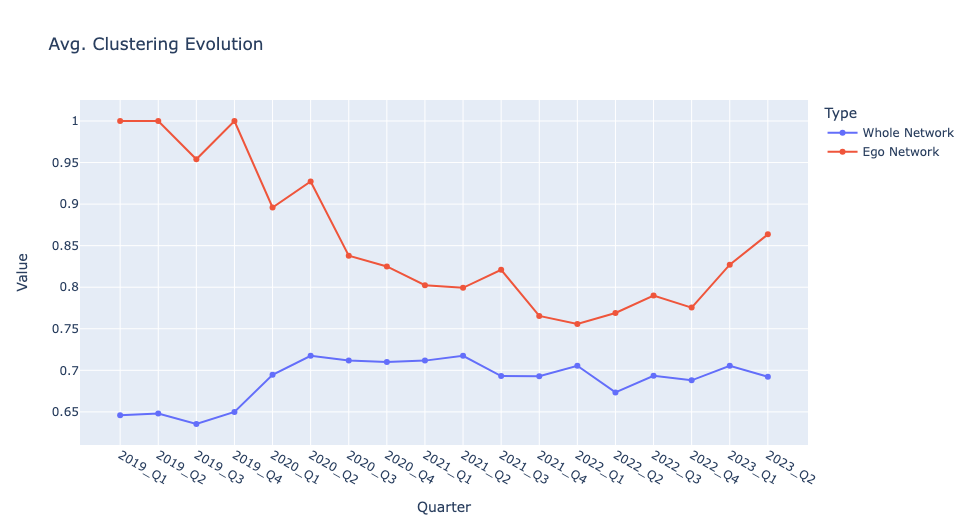 Avg. Clustering Evolution
Type
Whole Network
Ego Network
Value
1
0.95
0.9
0.85
0.8
0.75
0.7
0.65
2019_Q1
2019_Q2
2019_Q3
2019_Q4
2020_Q1
2020_Q2
2020_Q3
2020_Q4
2021_Q1
2021_Q2
2021_Q3
2021_Q4
2022_Q1
2022_Q2
2022_Q3
2022_Q4
2023_Q1
2023_Q2
Quarter